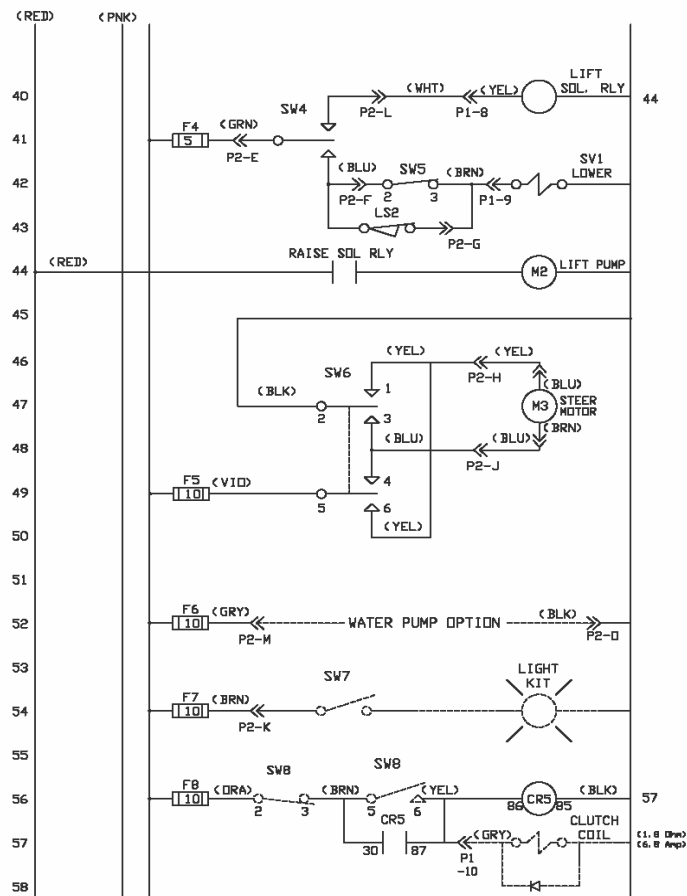 (RED) (PNK)
40 (WHT) (YEL) LIFT SOL. RLY 44
SW4 P2-L P1-8
41 F4 5 (GRN) P2-E
(BLU) SW5 (BRN) SV1 LOWER
42 P2-F 2 3 P1-9
43 LS2 P2-G
RAISE SOL RLY
44 (RED) M2 LIFT PUMP
45
46 (YEL) (YEL)
SW6 P2-H
1 (BLU)
47 (BLK) 2 3 M3 STEER MOTOR
(BRN)
48 (BLU) (BLU)
P2-J
4
49 F5 10 (VIO) 5 6
50 (YEL)
51
52 F6 10 (GRY) P2-M WATER PUMP OPTION (BLK) P2-O
53
SW7 LIGHT KIT
54 F7 10 (BRN) P2-K
55
SW8 SW8
56 F8 10 (ORA) 2 3 (BRN) 5 6 (YEL) 86 CR5 85 (BLK) 57
CR5 CLUTCH COIL
57 30 87 P1-10 (GRY) (1.8 Ohm)
(6.8 Amp)
58